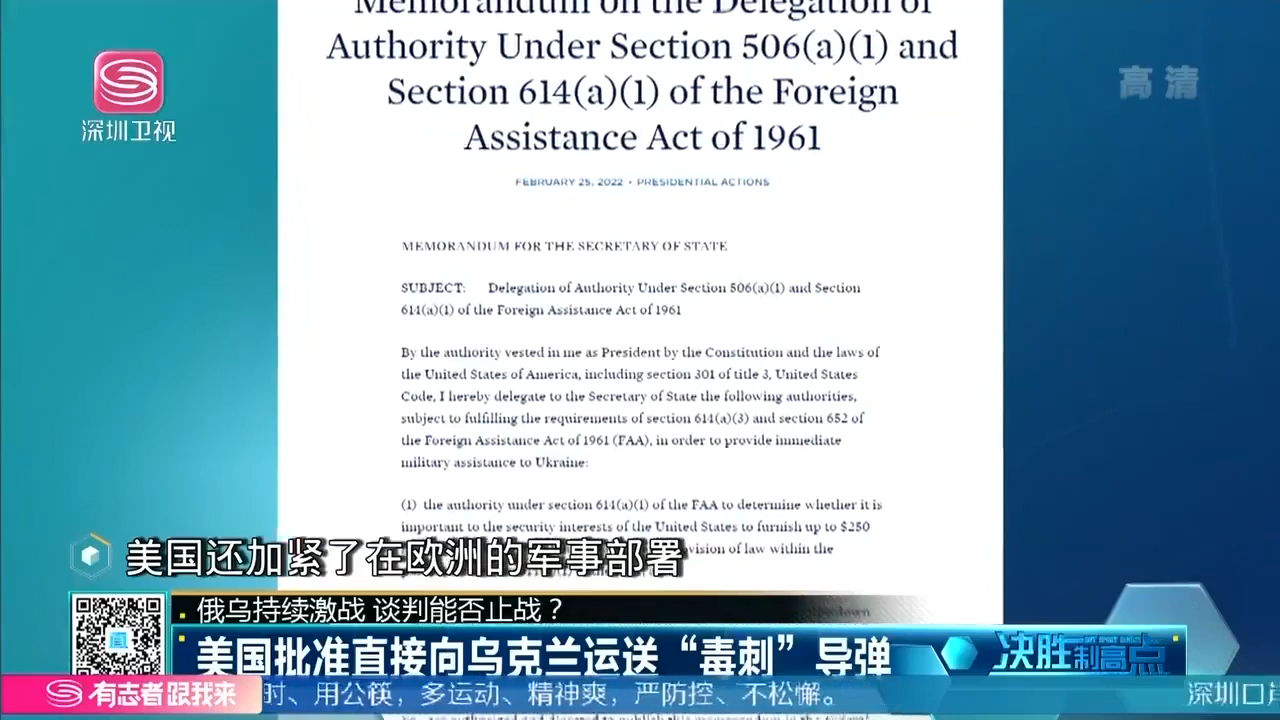 Memorandum on the Delegation of
Authority Under Section 506(a)(1) and
Section 614(a)(1) of the Foreign
Assistance Act of 1961
深圳卫视
高清
FEBRUARY 25, 2022 • PRESIDENTIAL ACTIONS
MEMORANDUM FOR THE SECRETARY OF STATE
SUBJECT: Delegation of Authority Under Section 506(a)(1) and Section
614(a)(1) of the Foreign Assistance Act of 1961
By the authority vested in me as President by the Constitution and the laws of
the United States of America, including section 301 of title 3, United States
Code, I hereby delegate to the Secretary of State the following authorities,
subject to fulfilling the requirements of section 614(a)(3) and section 652 of
the Foreign Assistance Act of 1961 (FAA), in order to provide immediate
military assistance to Ukraine:
(1) the authority under section 614(a)(1) of the FAA to determine whether it is
important to the security interests of the United States to furnish up to $250
vision of law within the
美国还加紧了在欧洲的军事部署
俄乌持续激战 谈判能否止战？
美国批准直接向乌克兰运送“毒刺”导弹
决胜制高点
有志者跟我来
时、用公筷，多运动、精神爽，严防控、不松懈。
深圳口岸